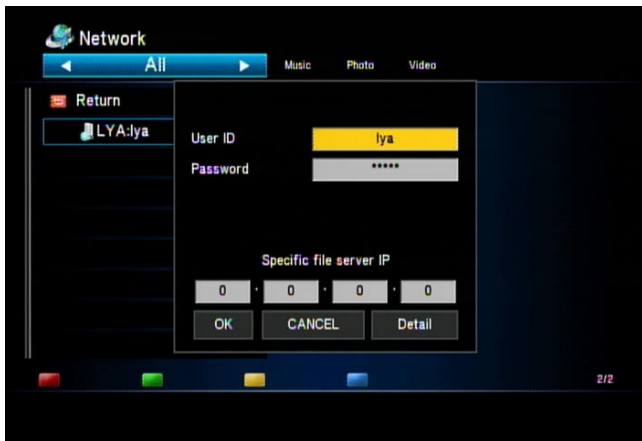 Network
All Music Photo Video
Return
LYA:lya
User ID lya
Password *****
Specific file server IP
0 . 0 . 0 . 0
OK CANCEL Detail
2/2